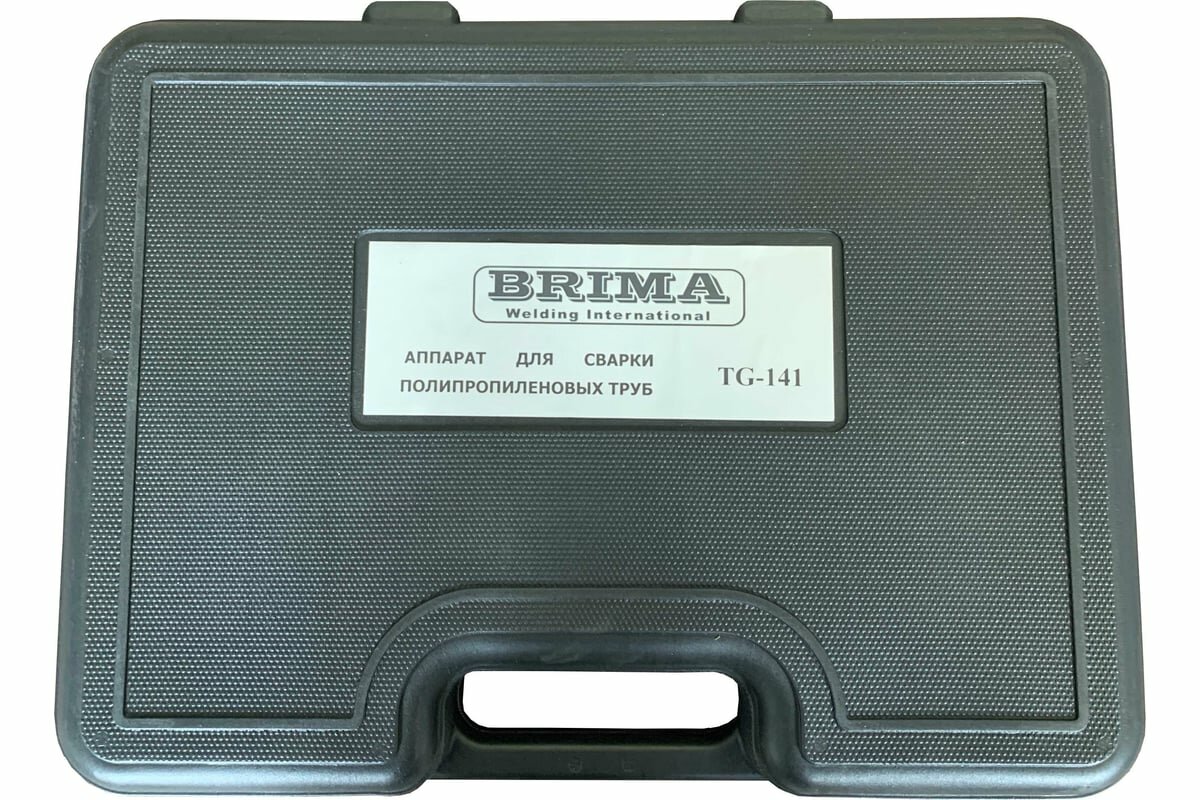 BRIMA
Welding International
АППАРАТ ДЛЯ СВАРКИ
ПОЛИПРОПИЛЕНОВЫХ ТРУБ
TG-141